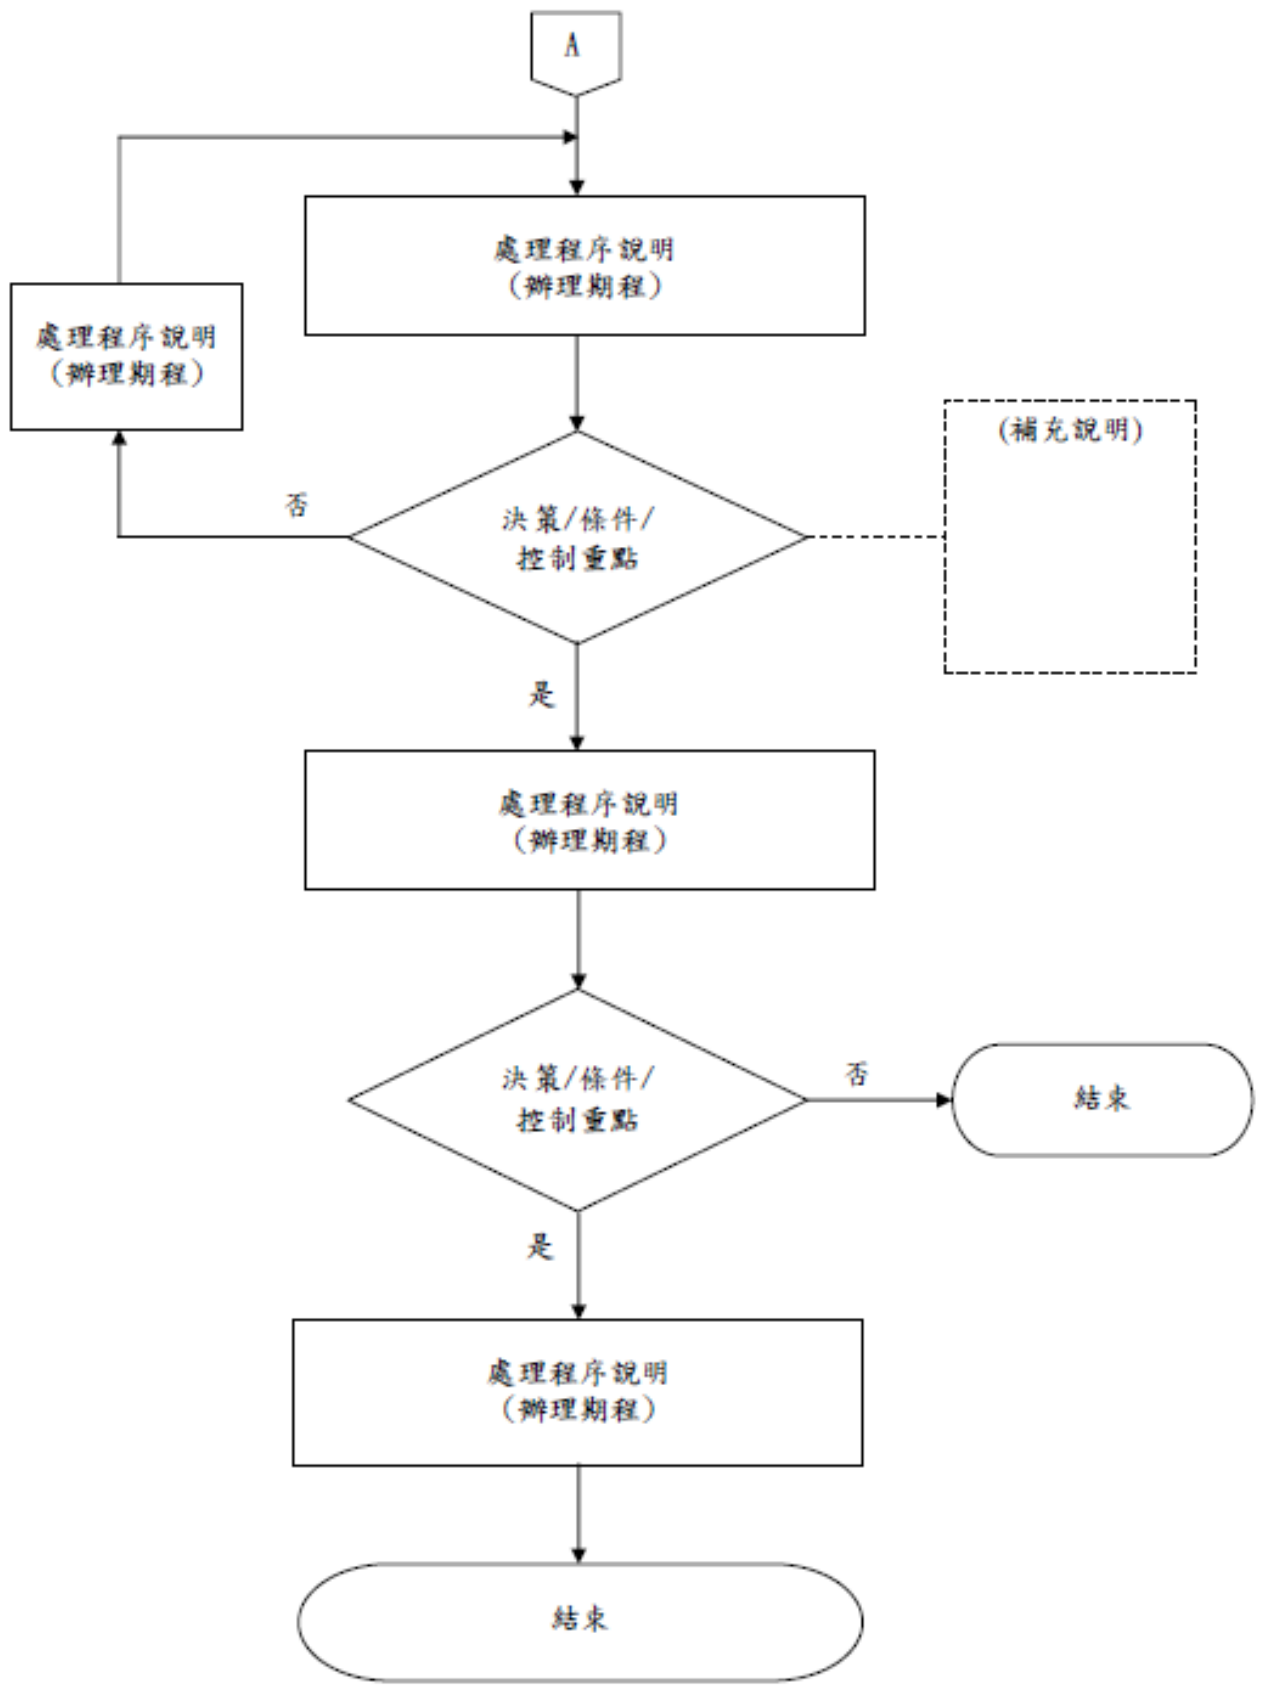 A
處理程序說明
(辦理期程)
處理程序說明
(辦理期程)
(補充說明)
否
決策/條件/
控制重點
是
處理程序說明
(辦理期程)
決策/條件/
控制重點
否
結束
是
處理程序說明
(辦理期程)
結束